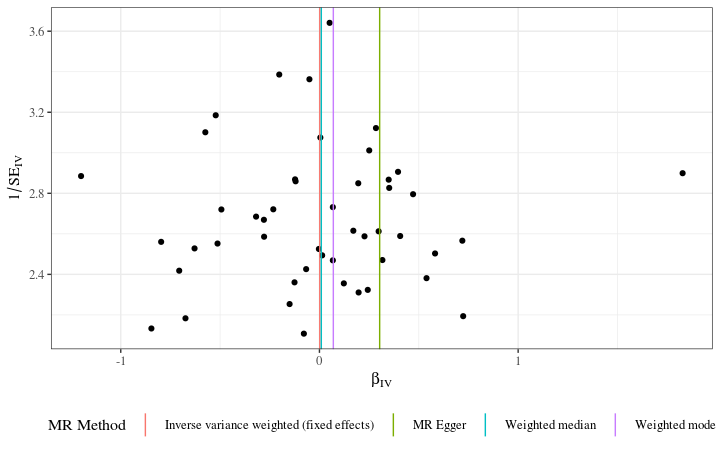 3.6
3.2
2.8
2.4
1/SE_IV
-1 0 1
β_IV
MR Method Inverse variance weighted (fixed effects) MR Egger Weighted median Weighted mode